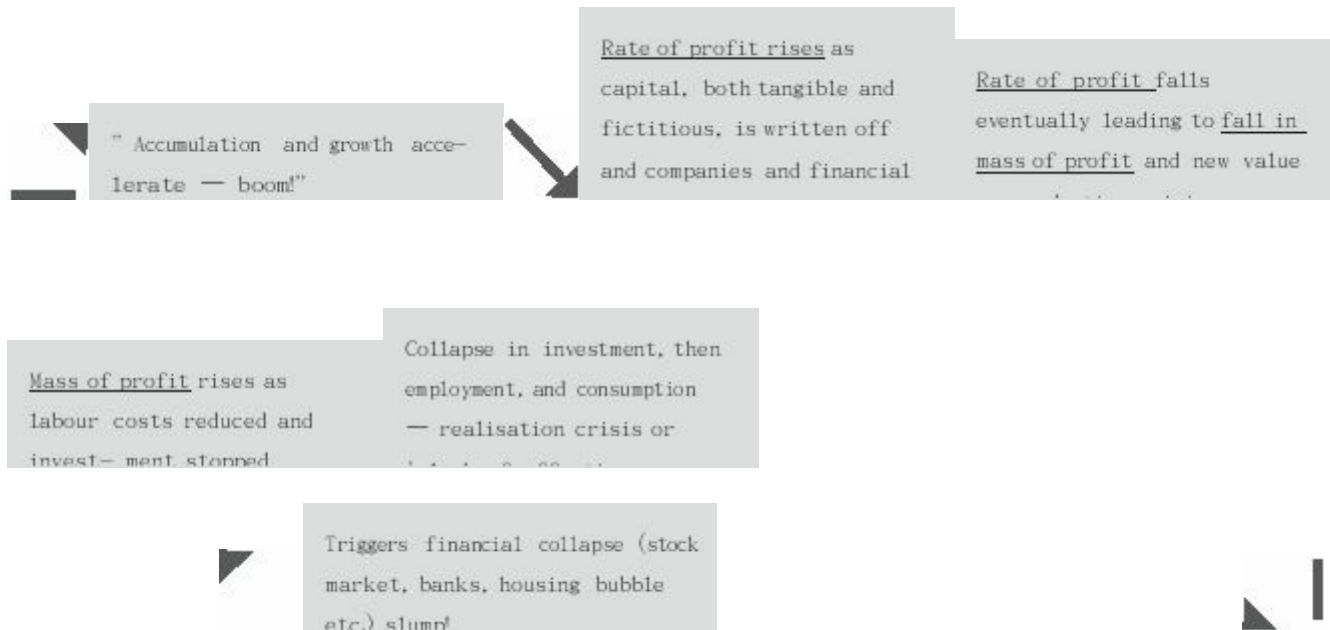 " Accumulation and growth acce-
lerate — boom!"
Rate of profit rises as
capital, both tangible and
fictitious, is written off
and companies and financial
Rate of profit falls
eventually leading to fall in
mass of profit and new value
Mass of profit rises as
labour costs reduced and
invest- ment stopped
Collapse in investment, then
employment, and consumption
— realisation crisis or
Triggers financial collapse (stock
market, banks, housing bubble
etc.) slump!